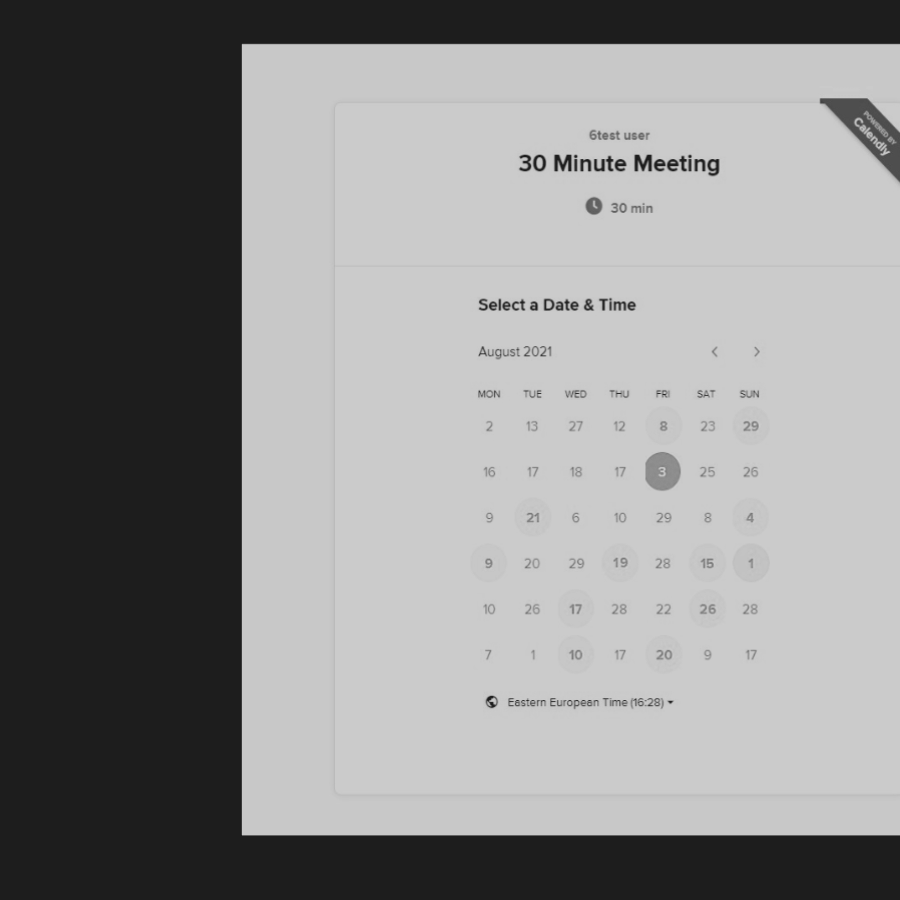 POWERED BY
Calendly
6test user
30 Minute Meeting
30 min
Select a Date & Time
August 2021
MON TUE WED THU FRI SAT SUN
2 13 27 12 8 23 29
16 17 18 17 3 25 26
9 21 6 10 29 8 4
9 20 29 19 28 15 1
10 26 17 28 22 26 28
7 1 10 17 20 9 17
Eastern European Time (16:28)